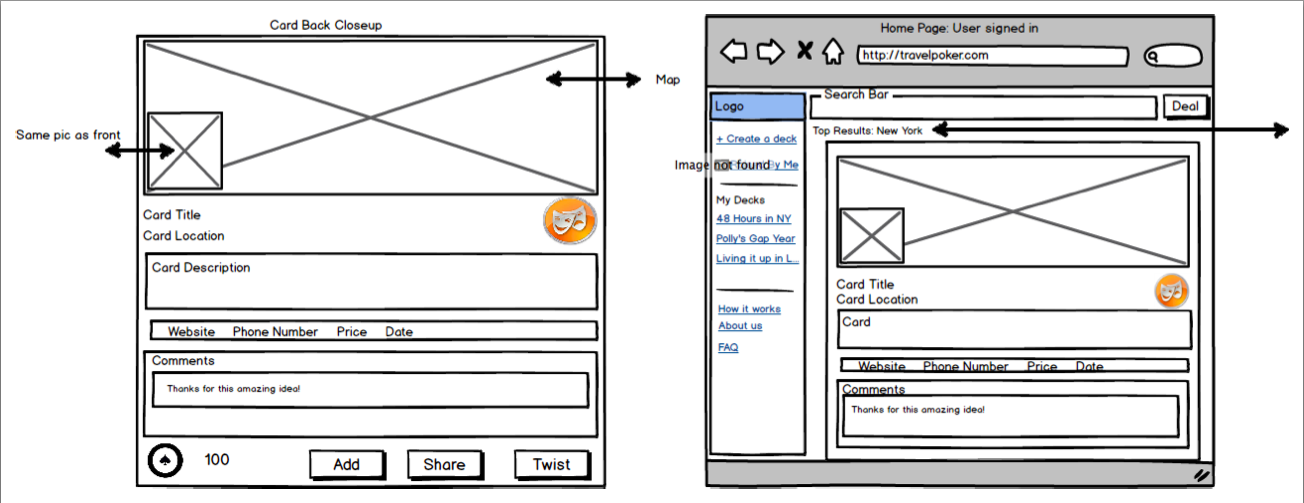 Card Back Closeup
Map
Same pic as front
Card Title
Card Location
Card Description
Website Phone Number Price Date
Comments
Thanks for this amazing idea!
100
Add Share Twist
Home Page: User signed in
http://travelpoker.com
Logo
Search Bar
Deal
Top Results: New York
+ Create a deck
Image not found
By Me
My Decks
48 Hours in NY
Polly's Gap Year
Living it up in L...
How it works
About us
FAQ
Card Title
Card Location
Card
Website Phone Number Price Date
Comments
Thanks for this amazing idea!